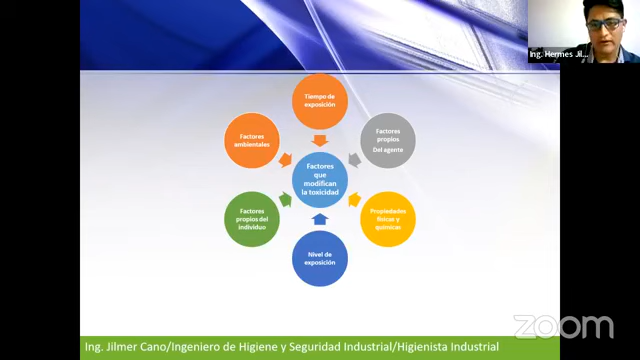 Ing. Hermes Jil...
Tiempo de
exposición
Factores
ambientales
Factores
propios
Del agente
Factores
que
modifican
la toxicidad
Factores
propios del
individuo
Propiedades
físicas y
químicas
Nivel de
exposición
zoom
Ing. Jilmer Cano/Ingeniero de Higiene y Seguridad Industrial/Higienista Industrial